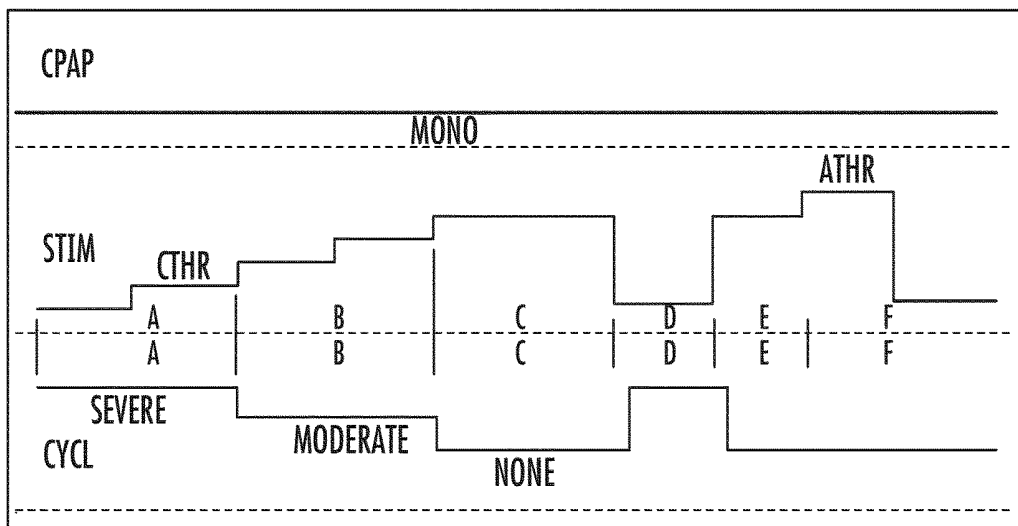 CPAP
MONO
ATHR
STIM
CTHR
A B C D E F
A B C D E F
SEVERE
MODERATE
CYCL
NONE